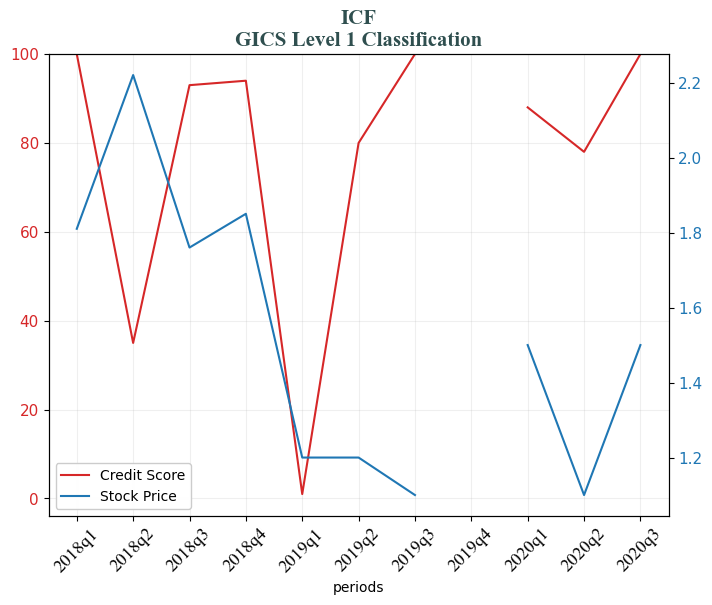 ICF
GICS Level 1 Classification
100
80
60
40
20
0
2.2
2.0
1.8
1.6
1.4
1.2
Credit Score
Stock Price
2018q1
2018q2
2018q3
2018q4
2019q1
2019q2
2019q3
2019q4
2020q1
2020q2
2020q3
periods